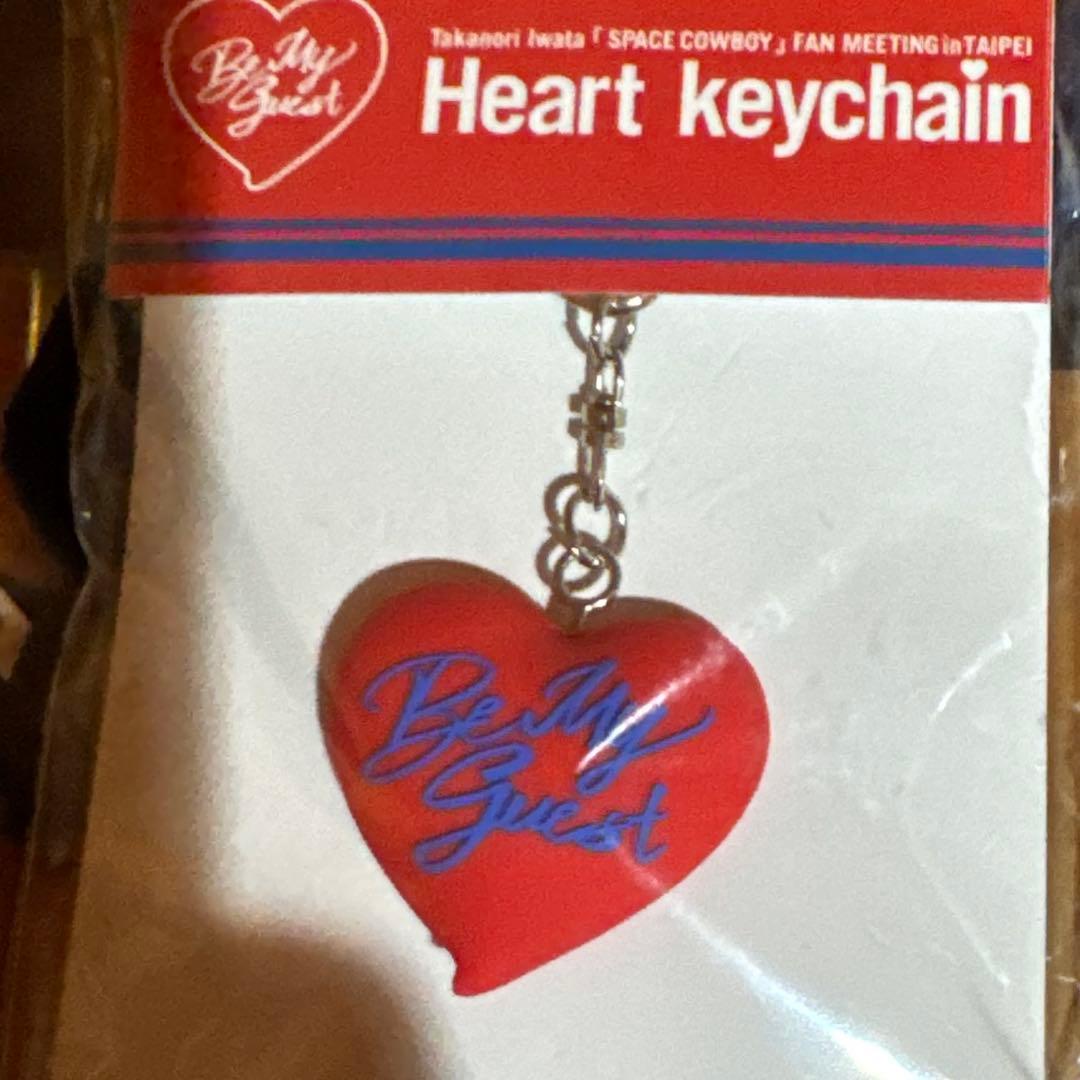 Be My
Guest
Takanori Iwata「SPACE COWBOY」FAN MEETING in TAIPEI
Heart keychain
Be My
Guest